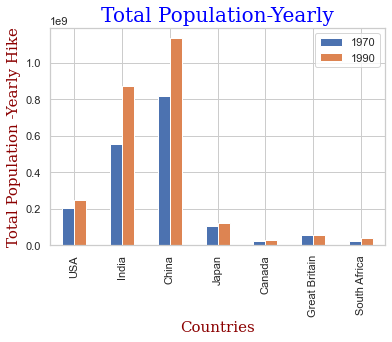 Total Population-Yearly
1e9
1970
1990
Total Population -Yearly Hike
1.0
0.8
0.6
0.4
0.2
0.0
USA
India
China
Japan
Canada
Great Britain
South Africa
Countries